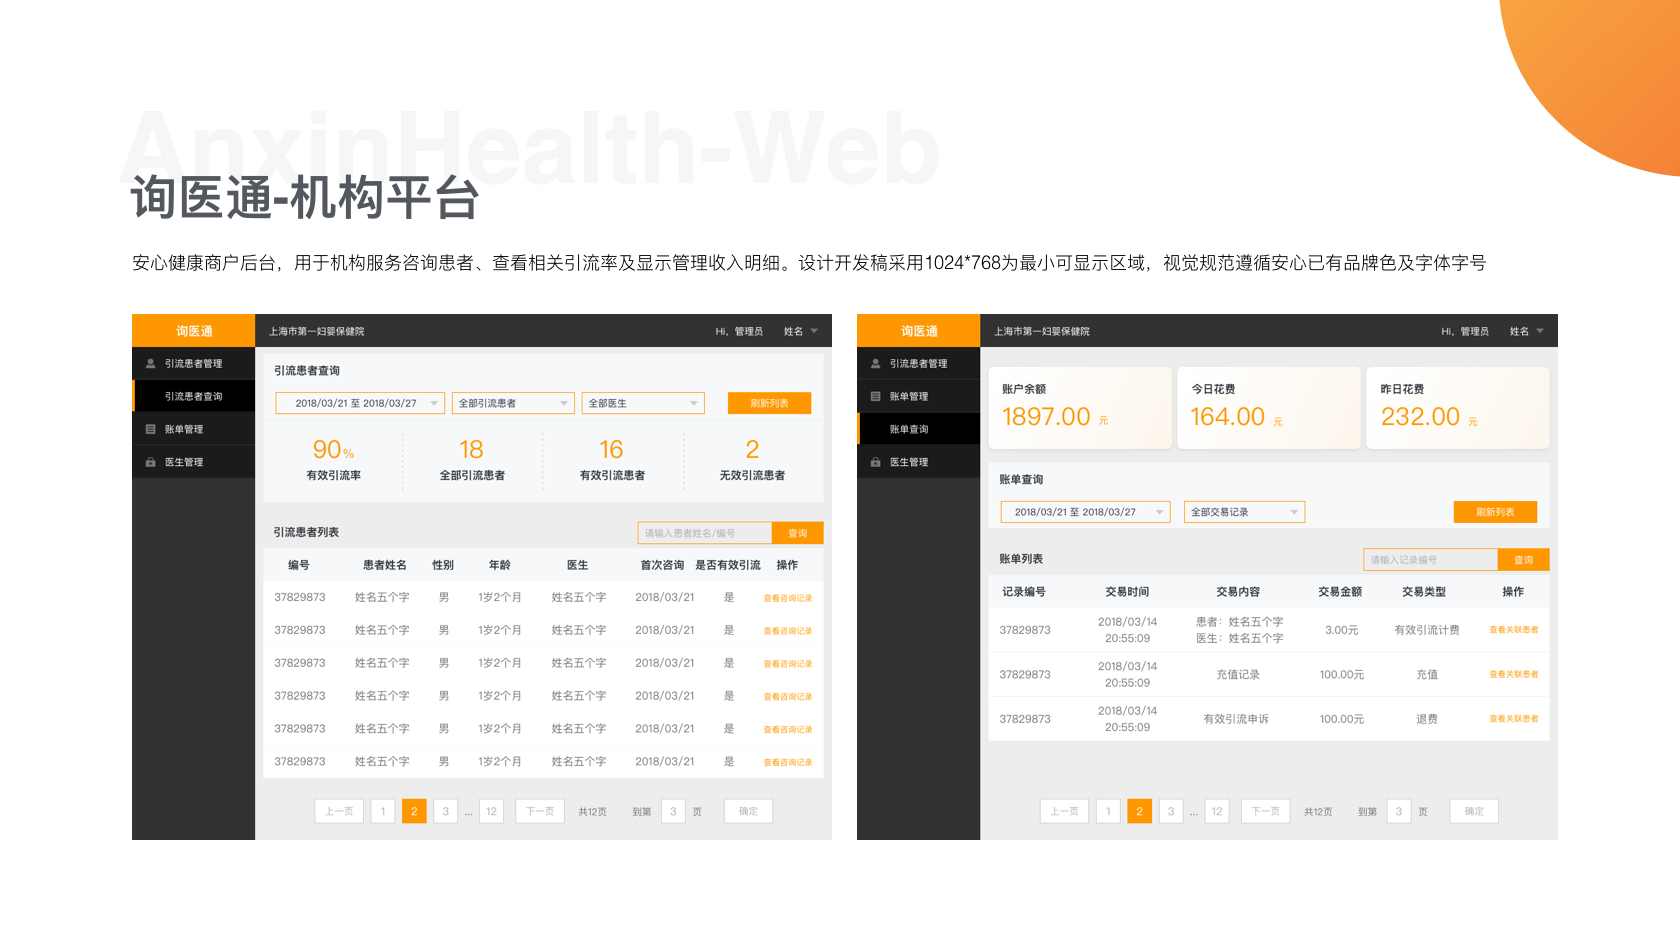 AnxinHealth-Web
询医通-机构平台
安心健康商户后台，用于机构服务咨询患者、查看相关引流率及显示管理收入明细。设计开发稿采用1024*768为最小可显示区域，视觉规范遵循安心已有品牌色及字体字号
询医通 上海市第一妇婴保健院 Hi，管理员 姓名
引流患者管理
引流患者查询
账单管理
医生管理
引流患者查询
2018/03/21 至 2018/03/27 全部引流患者 全部医生 刷新列表
90% 18 16 2
有效引流率 全部引流患者 有效引流患者 无效引流患者
引流患者列表 请输入患者姓名/编号 查询
编号 患者姓名 性别 年龄 医生 首次咨询 是否有效引流 操作
37829873 姓名五个字 男 1岁2个月 姓名五个字 2018/03/21 是 查看咨询记录
37829873 姓名五个字 男 1岁2个月 姓名五个字 2018/03/21 是 查看咨询记录
37829873 姓名五个字 男 1岁2个月 姓名五个字 2018/03/21 是 查看咨询记录
37829873 姓名五个字 男 1岁2个月 姓名五个字 2018/03/21 是 查看咨询记录
37829873 姓名五个字 男 1岁2个月 姓名五个字 2018/03/21 是 查看咨询记录
37829873 姓名五个字 男 1岁2个月 姓名五个字 2018/03/21 是 查看咨询记录
上一页 1 2 3 ... 12 下一页 共12页 到第 3 页 确定
询医通 上海市第一妇婴保健院 Hi，管理员 姓名
引流患者管理
账单管理
账单查询
医生管理
账户余额 今日花费 昨日花费
1897.00 元 164.00 元 232.00 元
账单查询
2018/03/21 至 2018/03/27 全部交易记录 刷新列表
账单列表 请输入记录编号 查询
记录编号 交易时间 交易内容 交易金额 交易类型 操作
2018/03/14 患者：姓名五个字
37829873 3.00元 有效引流计费 查看关联患者
20:55:09 医生：姓名五个字
2018/03/14
37829873 充值记录 100.00元 充值 查看关联患者
20:55:09
2018/03/14
37829873 有效引流申诉 100.00元 退费 查看关联患者
20:55:09
上一页 1 2 3 ... 12 下一页 共12页 到第 3 页 确定